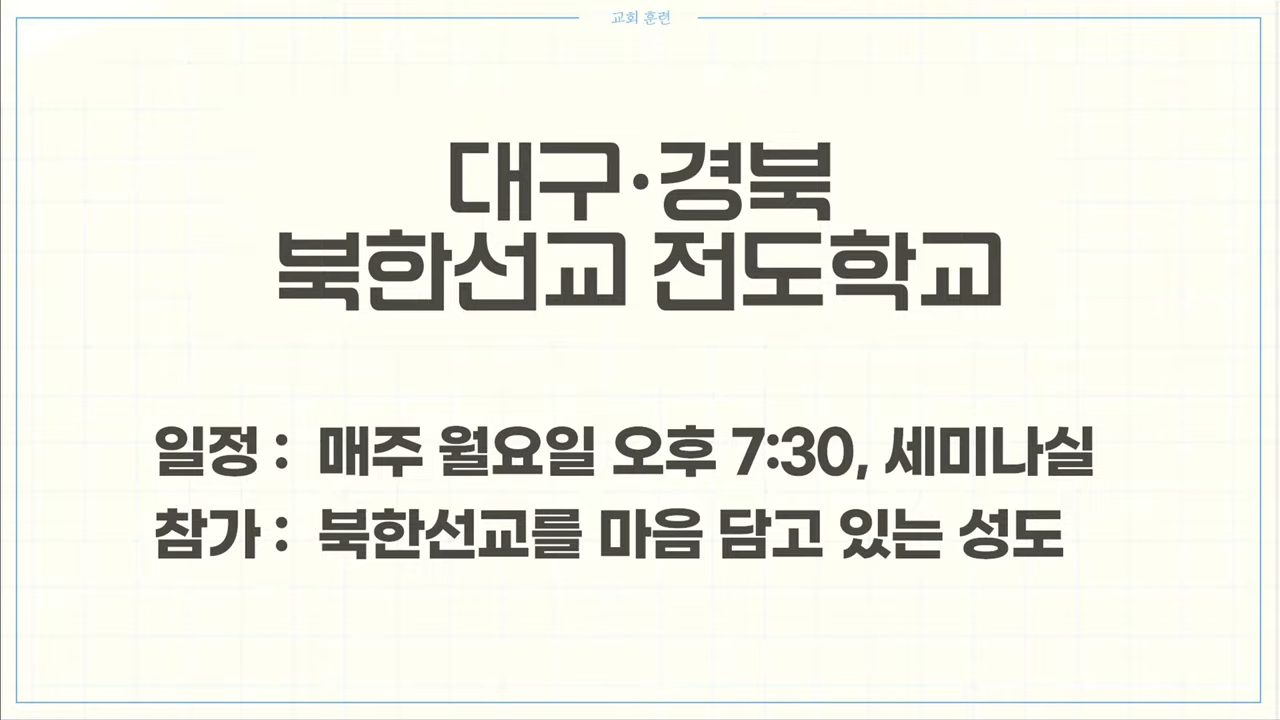 교회 훈련
대구·경북
북한선교 전도학교
일정 : 매주 월요일 오후 7:30, 세미나실
참가 : 북한선교를 마음 담고 있는 성도